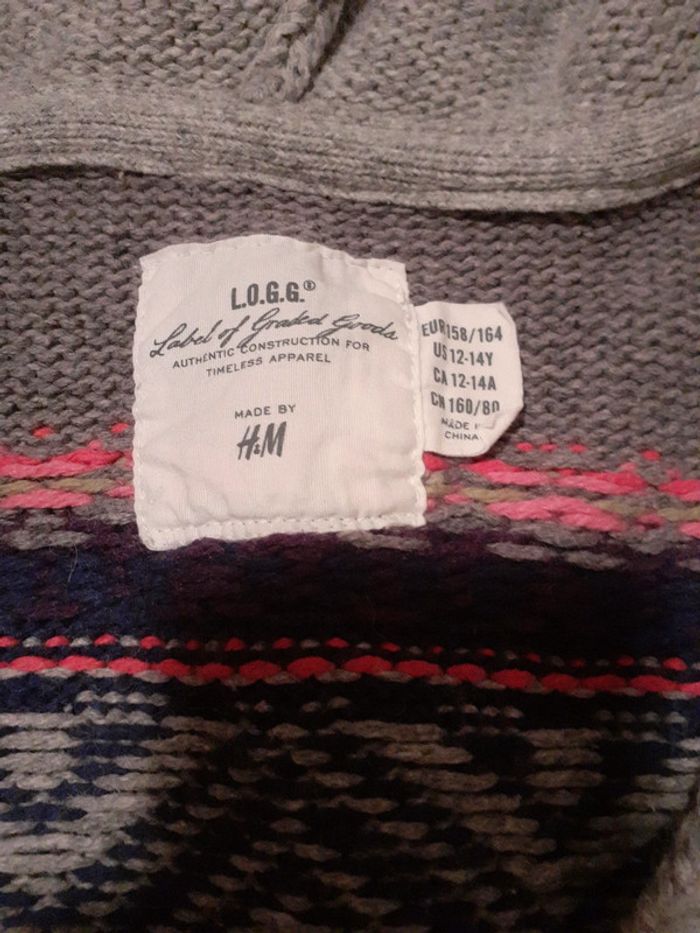 L.O.G.G.®
Label of Graded Goods
AUTHENTIC CONSTRUCTION FOR
TIMELESS APPAREL
MADE BY
H&M
EUR 158/164
US 12-14Y
CA 12-14A
CN 160/80
MADE I
CHINA